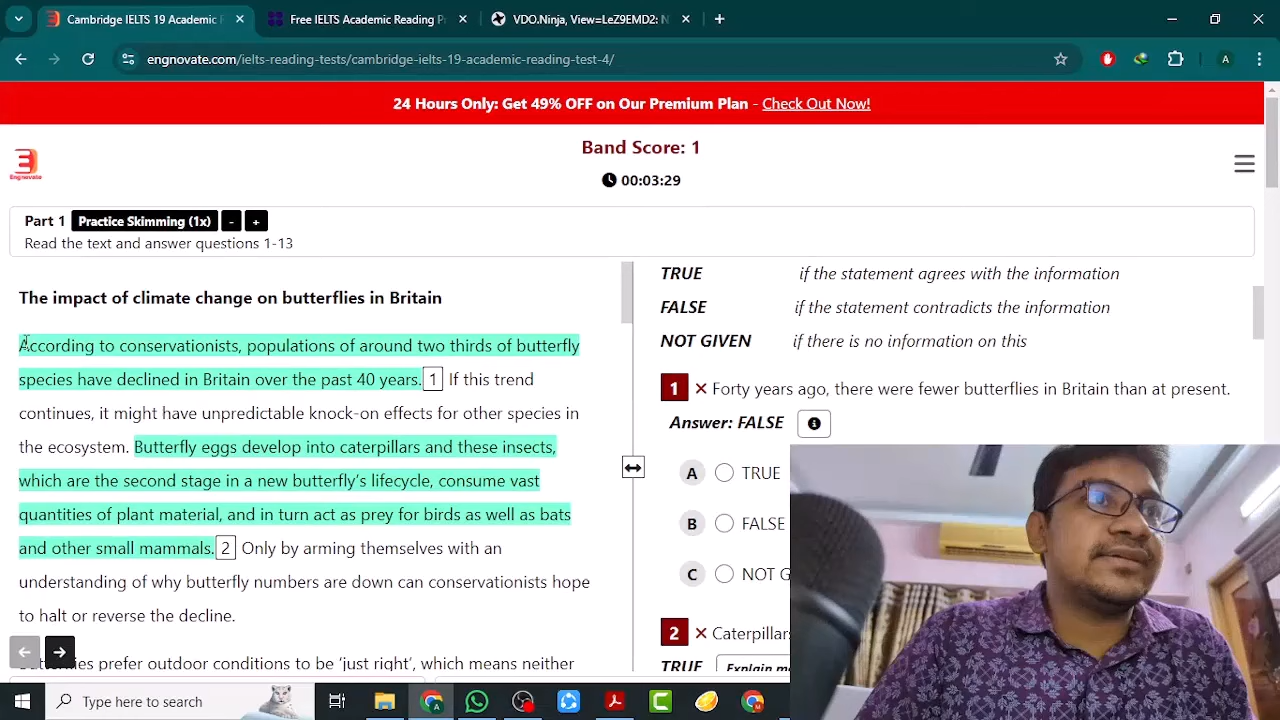 Cambridge IELTS 19 Academic
Free IELTS Academic Reading P
VDO.Ninja, View=LeZ9EMD2: N
engnovate.com/ielts-reading-tests/cambridge-ielts-19-academic-reading-test-4/
A
24 Hours Only: Get 49% OFF on Our Premium Plan - Check Out Now!
Engnovate
Band Score: 1
00:03:29
Part 1 Practice Skimming (1x) - +
Read the text and answer questions 1-13
The impact of climate change on butterflies in Britain
According to conservationists, populations of around two thirds of butterfly
species have declined in Britain over the past 40 years. 1 If this trend
continues, it might have unpredictable knock-on effects for other species in
the ecosystem. Butterfly eggs develop into caterpillars and these insects,
which are the second stage in a new butterfly’s lifecycle, consume vast
quantities of plant material, and in turn act as prey for birds as well as bats
and other small mammals. 2 Only by arming themselves with an
understanding of why butterfly numbers are down can conservationists hope
to halt or reverse the decline.
prefer outdoor conditions to be ‘just right’, which means neither
TRUE if the statement agrees with the information
FALSE if the statement contradicts the information
NOT GIVEN if there is no information on this
1 × Forty years ago, there were fewer butterflies in Britain than at present.
Answer: FALSE
A TRUE
B FALSE
C NOT G
2 × Caterpillars
TRUE Explain m
Type here to search